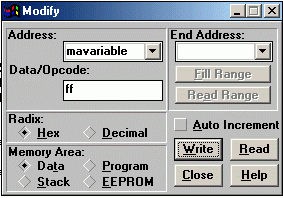 Modify
Address:
mavariable
Data/Opcode:
ff
End Address:
Fill Range
Read Range
Radix:
Hex Decimal
Auto Increment
Memory Area:
Data Program
Stack EEPROM
Write Read
Close Help